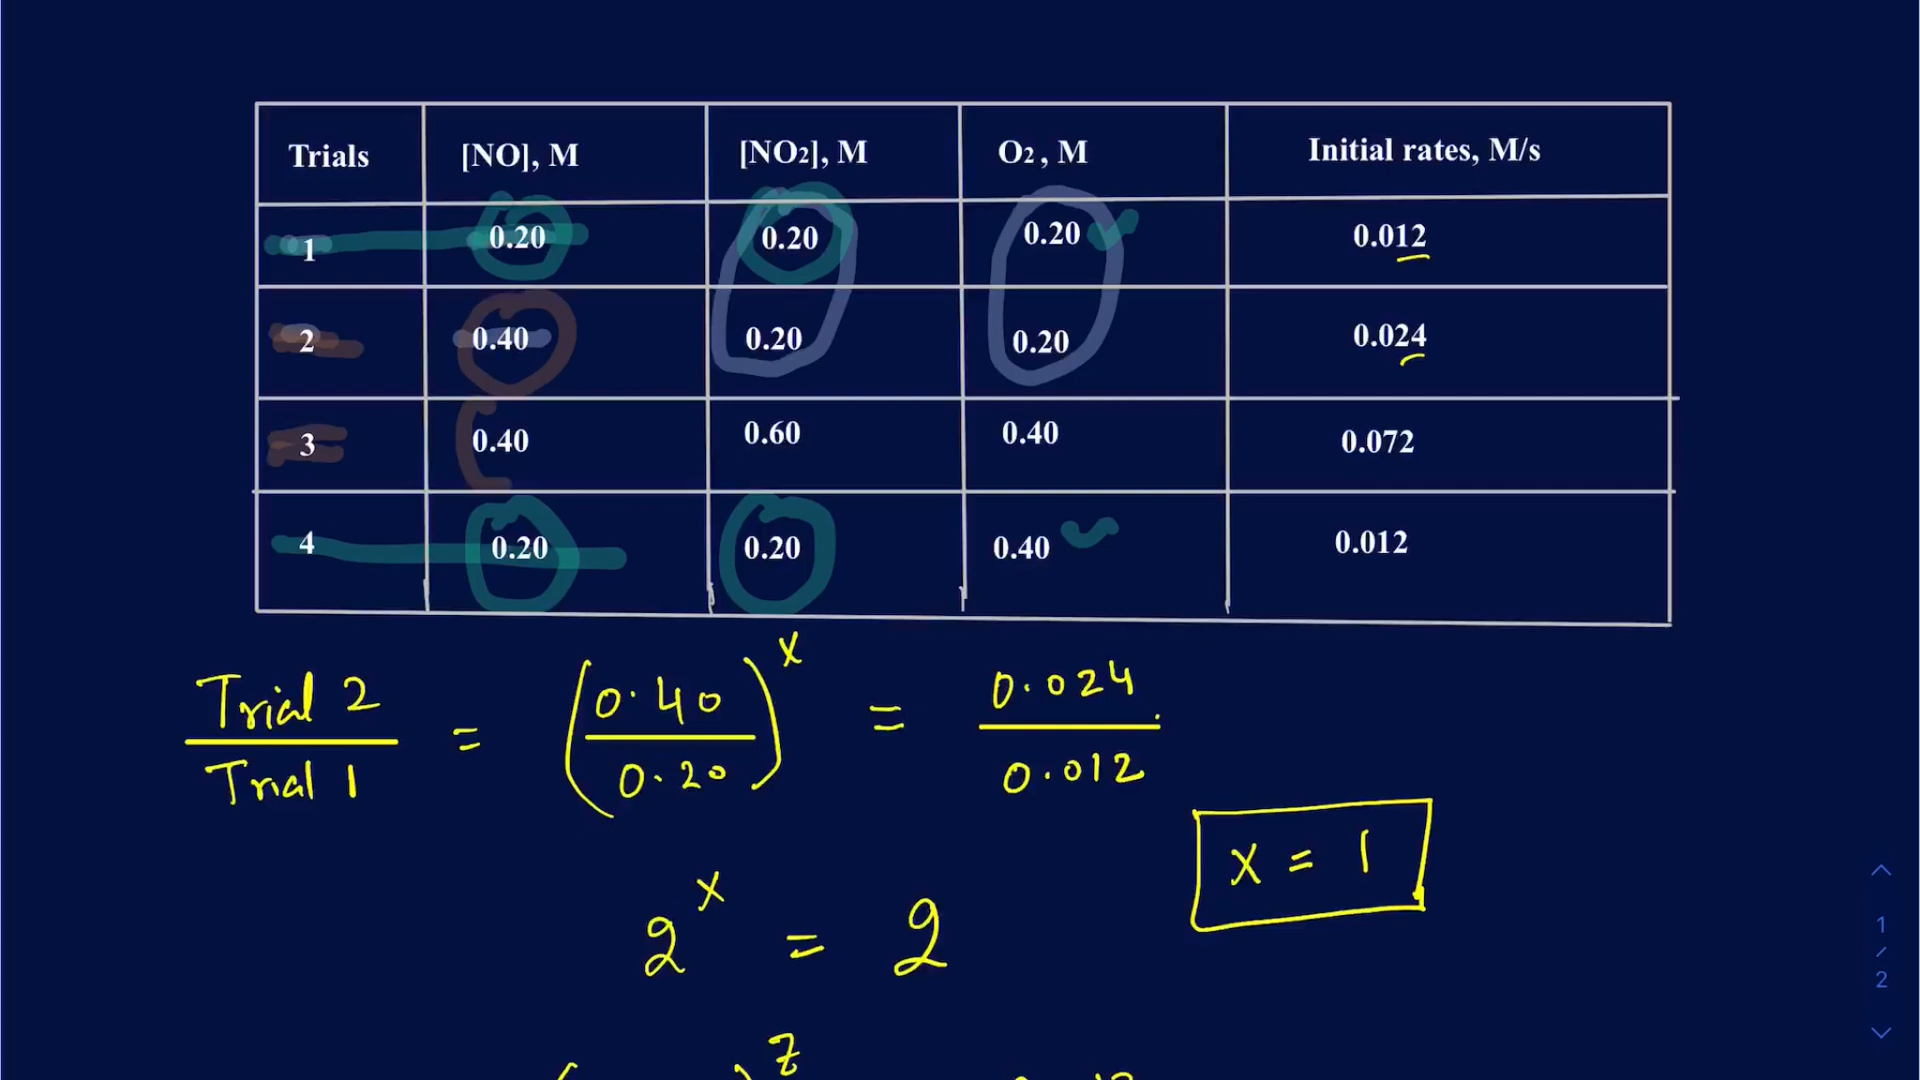 Trials [NO], M [NO2], M O2 , M Initial rates, M/s
1 0.20 0.20 0.20 0.012
2 0.40 0.20 0.20 0.024
3 0.40 0.60 0.40 0.072
4 0.20 0.20 0.40 0.012
Trial 2 / Trial 1 = (0.40 / 0.20)^x = 0.024 / 0.012
x = 1
2^x = 2
z
1 / 2